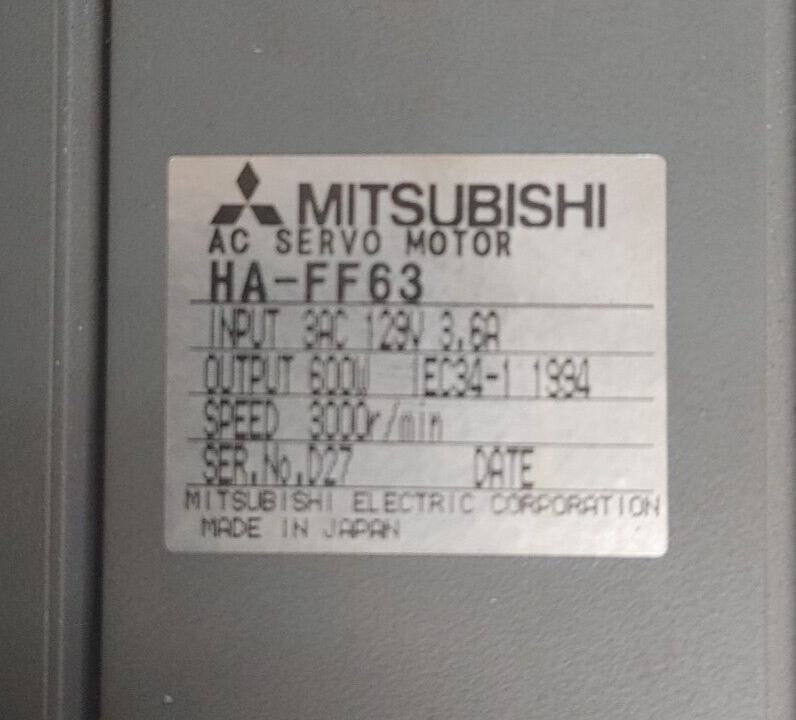 MITSUBISHI
AC SERVO MOTOR
HA-FF63
INPUT 3AC 129V 3.6A
OUTPUT 600W IEC34-1 1994
SPEED 3000r/min
SER.No.D27 DATE
MITSUBISHI ELECTRIC CORPORATION
MADE IN JAPAN